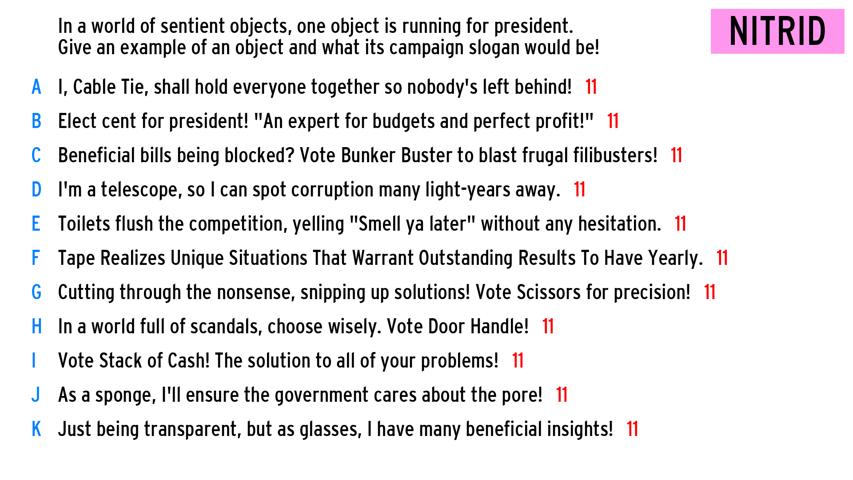 In a world of sentient objects, one object is running for president.
Give an example of an object and what its campaign slogan would be!
NITRID
A I, Cable Tie, shall hold everyone together so nobody's left behind! 11
B Elect cent for president! "An expert for budgets and perfect profit!" 11
C Beneficial bills being blocked? Vote Bunker Buster to blast frugal filibusters! 11
D I'm a telescope, so I can spot corruption many light-years away. 11
E Toilets flush the competition, yelling "Smell ya later" without any hesitation. 11
F Tape Realizes Unique Situations That Warrant Outstanding Results To Have Yearly. 11
G Cutting through the nonsense, snipping up solutions! Vote Scissors for precision! 11
H In a world full of scandals, choose wisely. Vote Door Handle! 11
I Vote Stack of Cash! The solution to all of your problems! 11
J As a sponge, I'll ensure the government cares about the pore! 11
K Just being transparent, but as glasses, I have many beneficial insights! 11